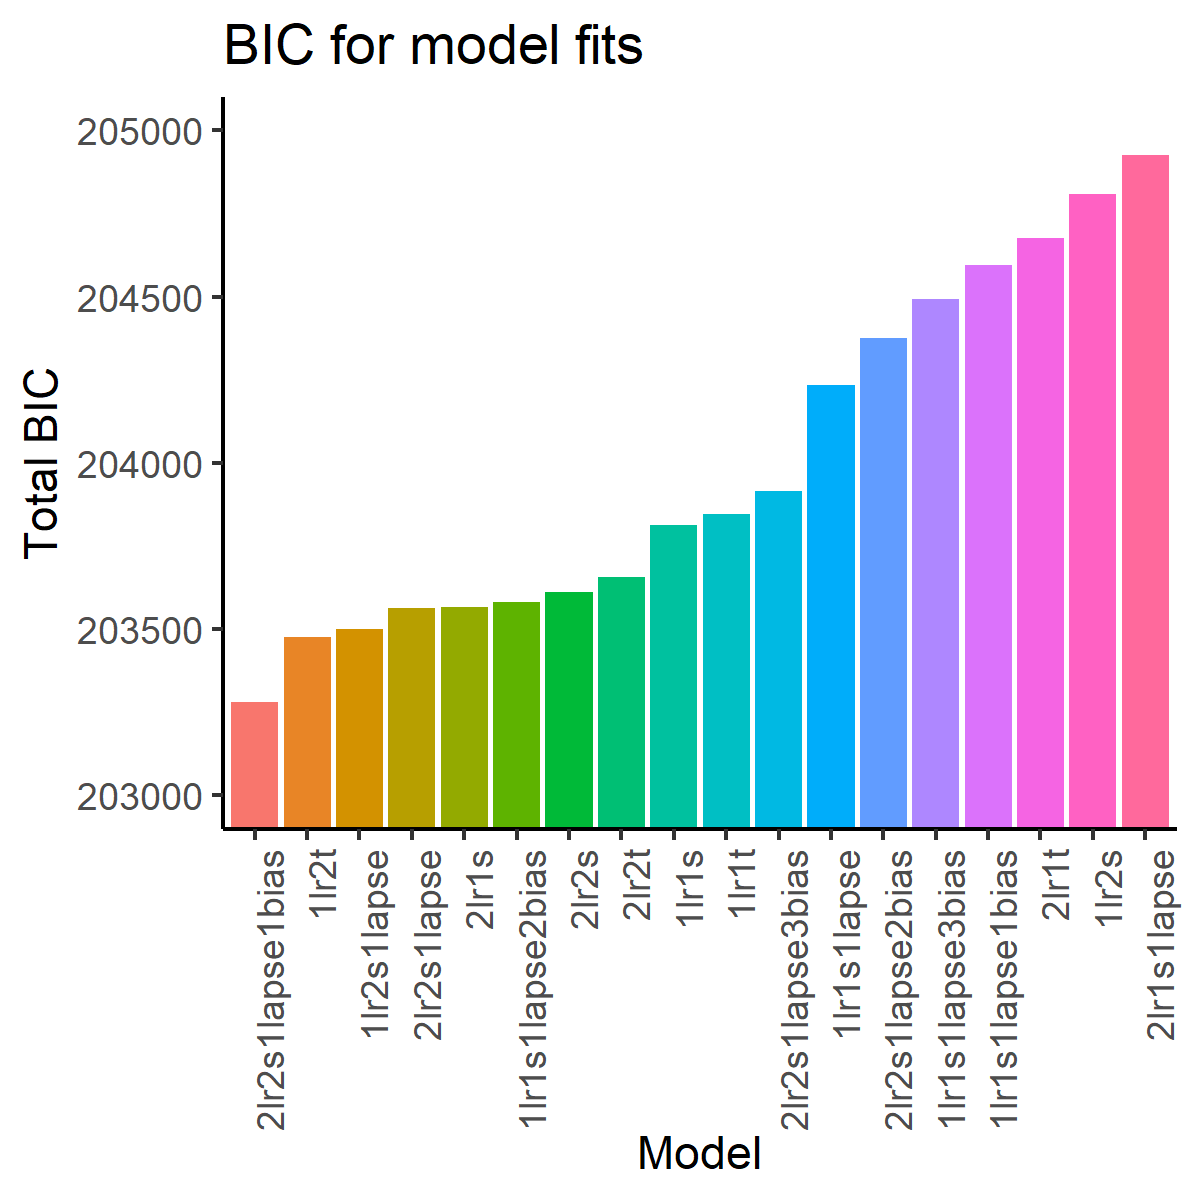 BIC for model fits
Total BIC
205000
204500
204000
203500
203000
2lr2s1lapse1bias
1lr2t
1lr2s1lapse
2lr2s1lapse
2lr1s
1lr1s1lapse2bias
2lr2s
2lr2t
1lr1s
1lr1t
2lr2s1lapse3bias
1lr1s1lapse
2lr2s1lapse2bias
1lr1s1lapse3bias
1lr1s1lapse1bias
2lr1t
1lr2s
2lr1s1lapse
Model